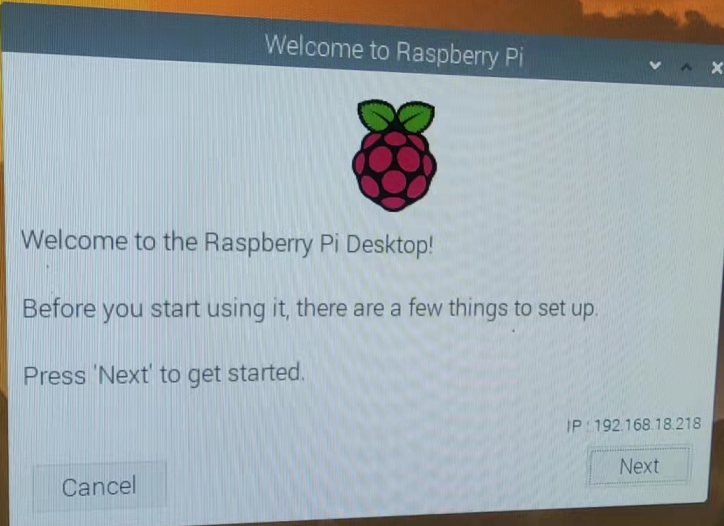 Welcome to Raspberry Pi
Welcome to the Raspberry Pi Desktop!
Before you start using it, there are a few things to set up.
Press 'Next' to get started.
IP : 192.168.18.218
Cancel
Next